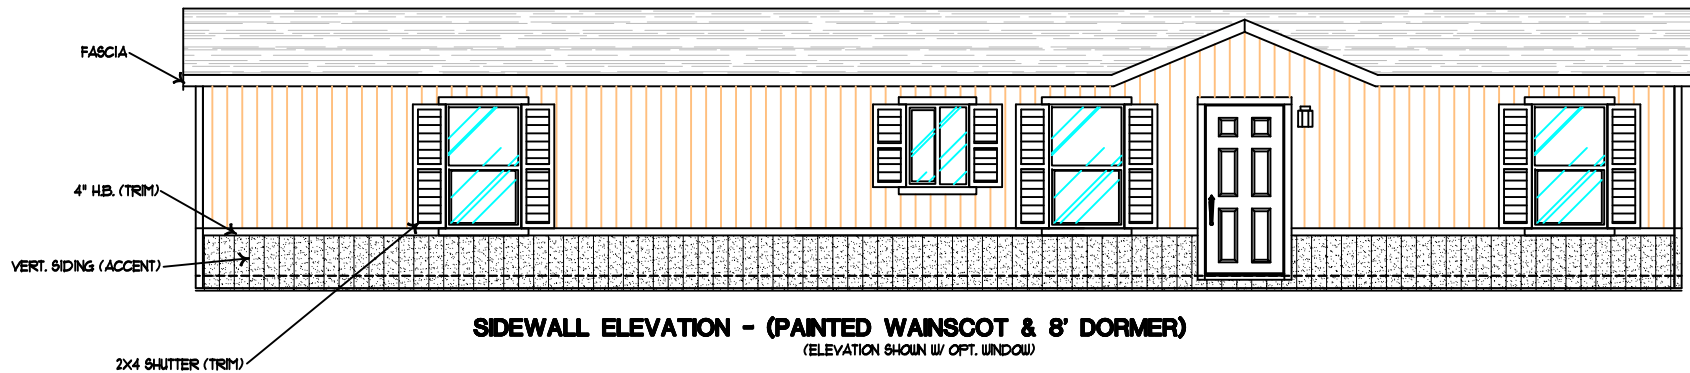 FASCIA
4" H.B. (TRIM)
VERT. SIDING (ACCENT)
2X4 SHUTTER (TRIM)
SIDEWALL ELEVATION - (PAINTED WAINSCOT & 8' DORMER)
(ELEVATION SHOWN W/ OPT. WINDOW)